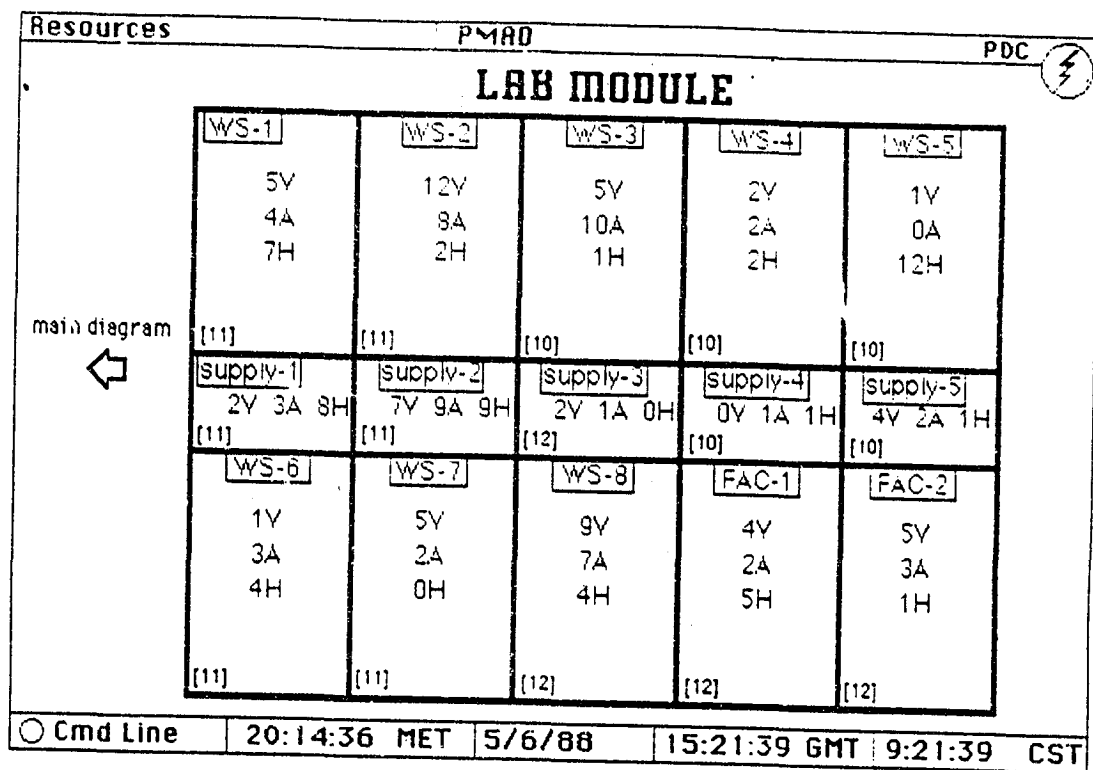 Resources PMAD PDC
LAB MODULE
WS-1 WS-2 WS-3 WS-4 WS-5
5V 12V 5V 2V 1V
4A 8A 10A 2A 0A
7H 2H 1H 2H 12H
[11] [11] [10] [10] [10]
main diagram
supply-1 supply-2 supply-3 supply-4 supply-5
2V 3A 8H 7V 9A 9H 2V 1A 0H 0V 1A 1H 4V 2A 1H
[11] [11] [12] [10] [10]
WS-6 WS-7 WS-8 FAC-1 FAC-2
1V 5V 9V 4V 5V
3A 2A 7A 2A 3A
4H 0H 4H 5H 1H
[11] [11] [12] [12] [12]
Cmd Line 20:14:36 MET 5/6/88 15:21:39 GMT 9:21:39 CST